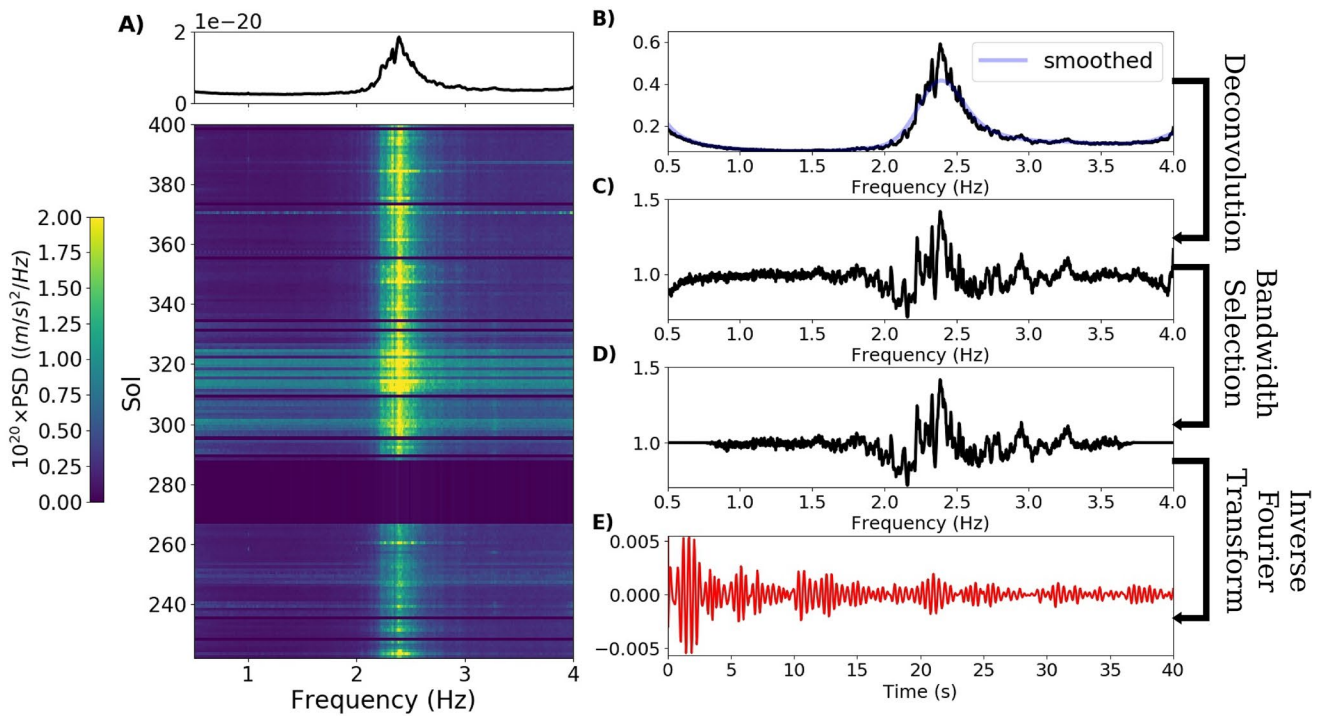 A)
1e−20
2
0
400
380
360
340
320
300
280
260
240
Sol
1 2 3 4
Frequency (Hz)
10²⁰×PSD ((m/s)²/Hz)
2.00
1.75
1.50
1.25
1.00
0.75
0.50
0.25
0.00
B)
0.6
0.4
0.2
smoothed
0.5 1.0 1.5 2.0 2.5 3.0 3.5 4.0
Frequency (Hz)
Deconvolution
C)
1.5
1.0
0.5 1.0 1.5 2.0 2.5 3.0 3.5 4.0
Bandwidth
Selection
D)
1.5
1.0
0.5 1.0 1.5 2.0 2.5 3.0 3.5 4.0
Frequency (Hz)
Inverse
Fourier
Transform
E)
0.005
0.000
−0.005
0 5 10 15 20 25 30 35 40
Time (s)